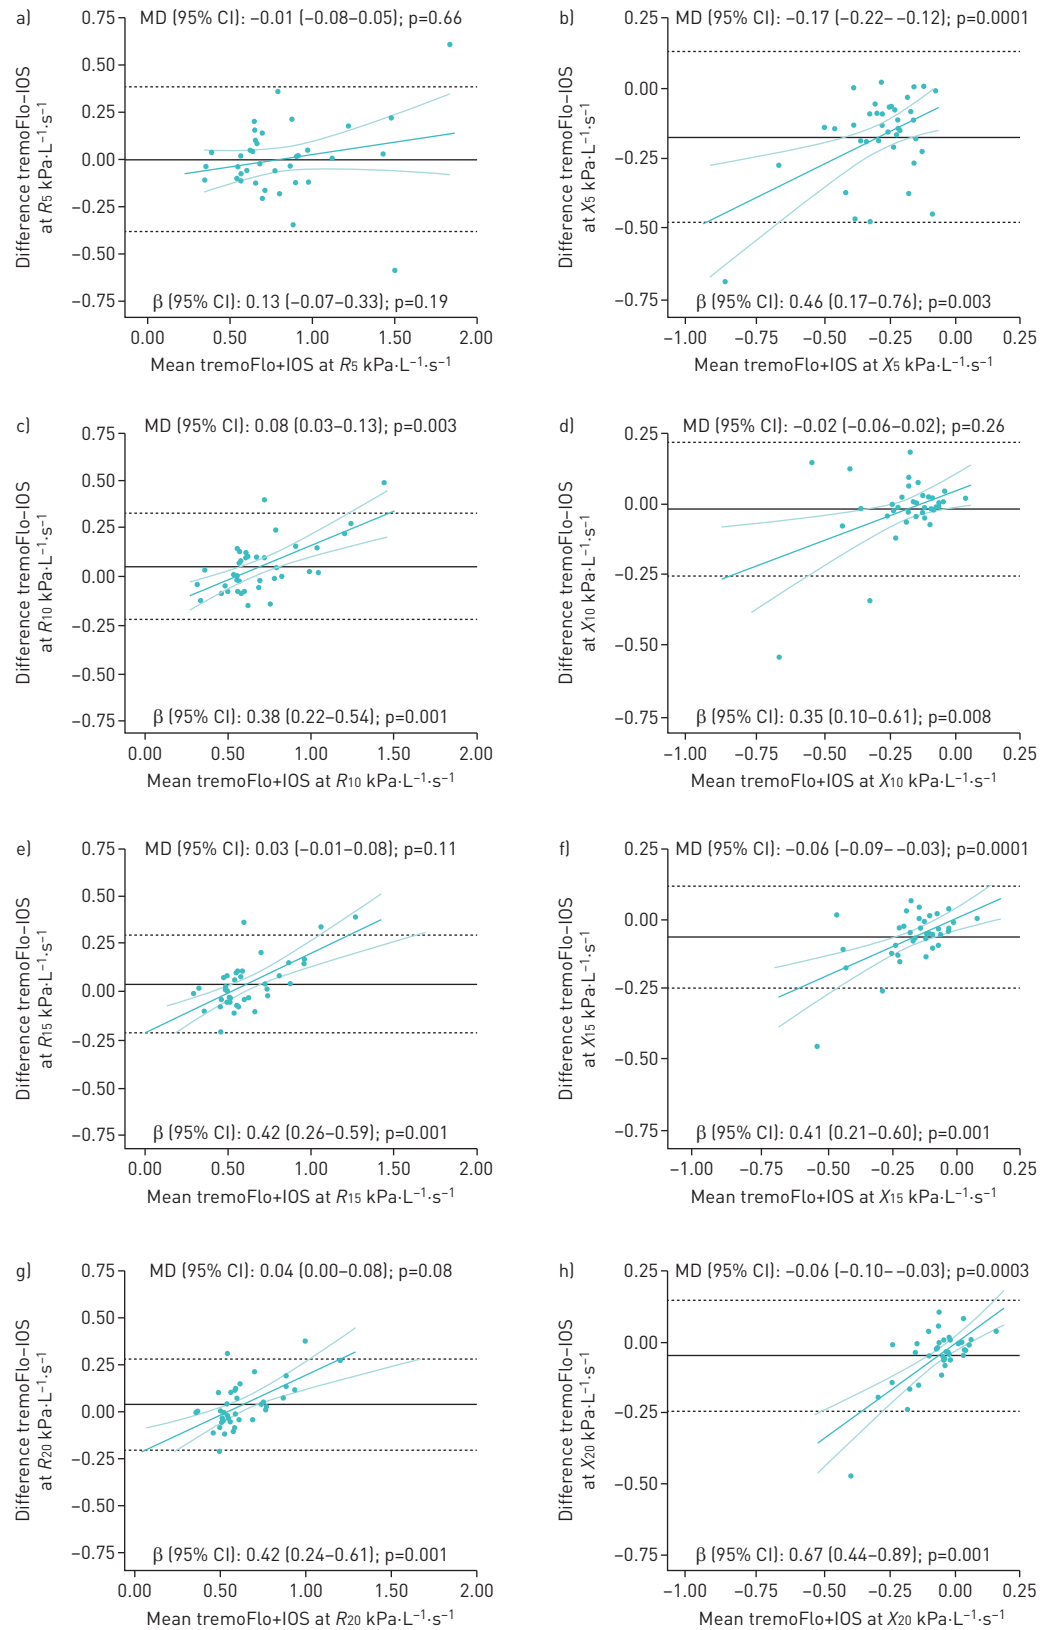 a)
MD (95% CI): −0.01 (−0.08–0.05); p=0.66
Difference tremoFlo–IOS
at R5 kPa·L−1·s−1
0.75
0.50
0.25
0.00
−0.25
−0.50
−0.75
β (95% CI): 0.13 (−0.07–0.33); p=0.19
0.00 0.50 1.00 1.50 2.00
Mean tremoFlo+IOS at R5 kPa·L−1·s−1
b)
MD (95% CI): −0.17 (−0.22– −0.12); p=0.0001
Difference tremoFlo–IOS
at X5 kPa·L−1·s−1
0.25
0.00
−0.25
−0.50
−0.75
β (95% CI): 0.46 (0.17–0.76); p=0.003
−1.00 −0.75 −0.50 −0.25 0.00 0.25
Mean tremoFlo+IOS at X5 kPa·L−1·s−1
c)
MD (95% CI): 0.08 (0.03–0.13); p=0.003
Difference tremoFlo–IOS
at R10 kPa·L−1·s−1
0.75
0.50
0.25
0.00
−0.25
−0.50
−0.75
β (95% CI): 0.38 (0.22–0.54); p=0.001
0.00 0.50 1.00 1.50 2.00
Mean tremoFlo+IOS at R10 kPa·L−1·s−1
d)
MD (95% CI): −0.02 (−0.06–0.02); p=0.26
Difference tremoFlo–IOS
at X10 kPa·L−1·s−1
0.25
0.00
−0.25
−0.50
−0.75
β (95% CI): 0.35 (0.10–0.61); p=0.008
−1.00 −0.75 −0.50 −0.25 0.00 0.25
Mean tremoFlo+IOS at X10 kPa·L−1·s−1
e)
MD (95% CI): 0.03 (−0.01–0.08); p=0.11
Difference tremoFlo–IOS
at R15 kPa·L−1·s−1
0.75
0.50
0.25
0.00
−0.25
−0.50
−0.75
β (95% CI): 0.42 (0.26–0.59); p=0.001
0.00 0.50 1.00 1.50 2.00
Mean tremoFlo+IOS at R15 kPa·L−1·s−1
f)
MD (95% CI): −0.06 (−0.09– −0.03); p=0.0001
Difference tremoFlo–IOS
at X15 kPa·L−1·s−1
0.25
0.00
−0.25
−0.50
−0.75
β (95% CI): 0.41 (0.21–0.60); p=0.001
−1.00 −0.75 −0.50 −0.25 0.00 0.25
Mean tremoFlo+IOS at X15 kPa·L−1·s−1
g)
MD (95% CI): 0.04 (0.00–0.08); p=0.08
Difference tremoFlo–IOS
at R20 kPa·L−1·s−1
0.75
0.50
0.25
0.00
−0.25
−0.50
−0.75
β (95% CI): 0.42 (0.24–0.61); p=0.001
0.00 0.50 1.00 1.50 2.00
Mean tremoFlo+IOS at R20 kPa·L−1·s−1
h)
MD (95% CI): −0.06 (−0.10– −0.03); p=0.0003
Difference tremoFlo–IOS
at X20 kPa·L−1·s−1
0.25
0.00
−0.25
−0.50
−0.75
β (95% CI): 0.67 (0.44–0.89); p=0.001
−1.00 −0.75 −0.50 −0.25 0.00 0.25
Mean tremoFlo+IOS at X20 kPa·L−1·s−1